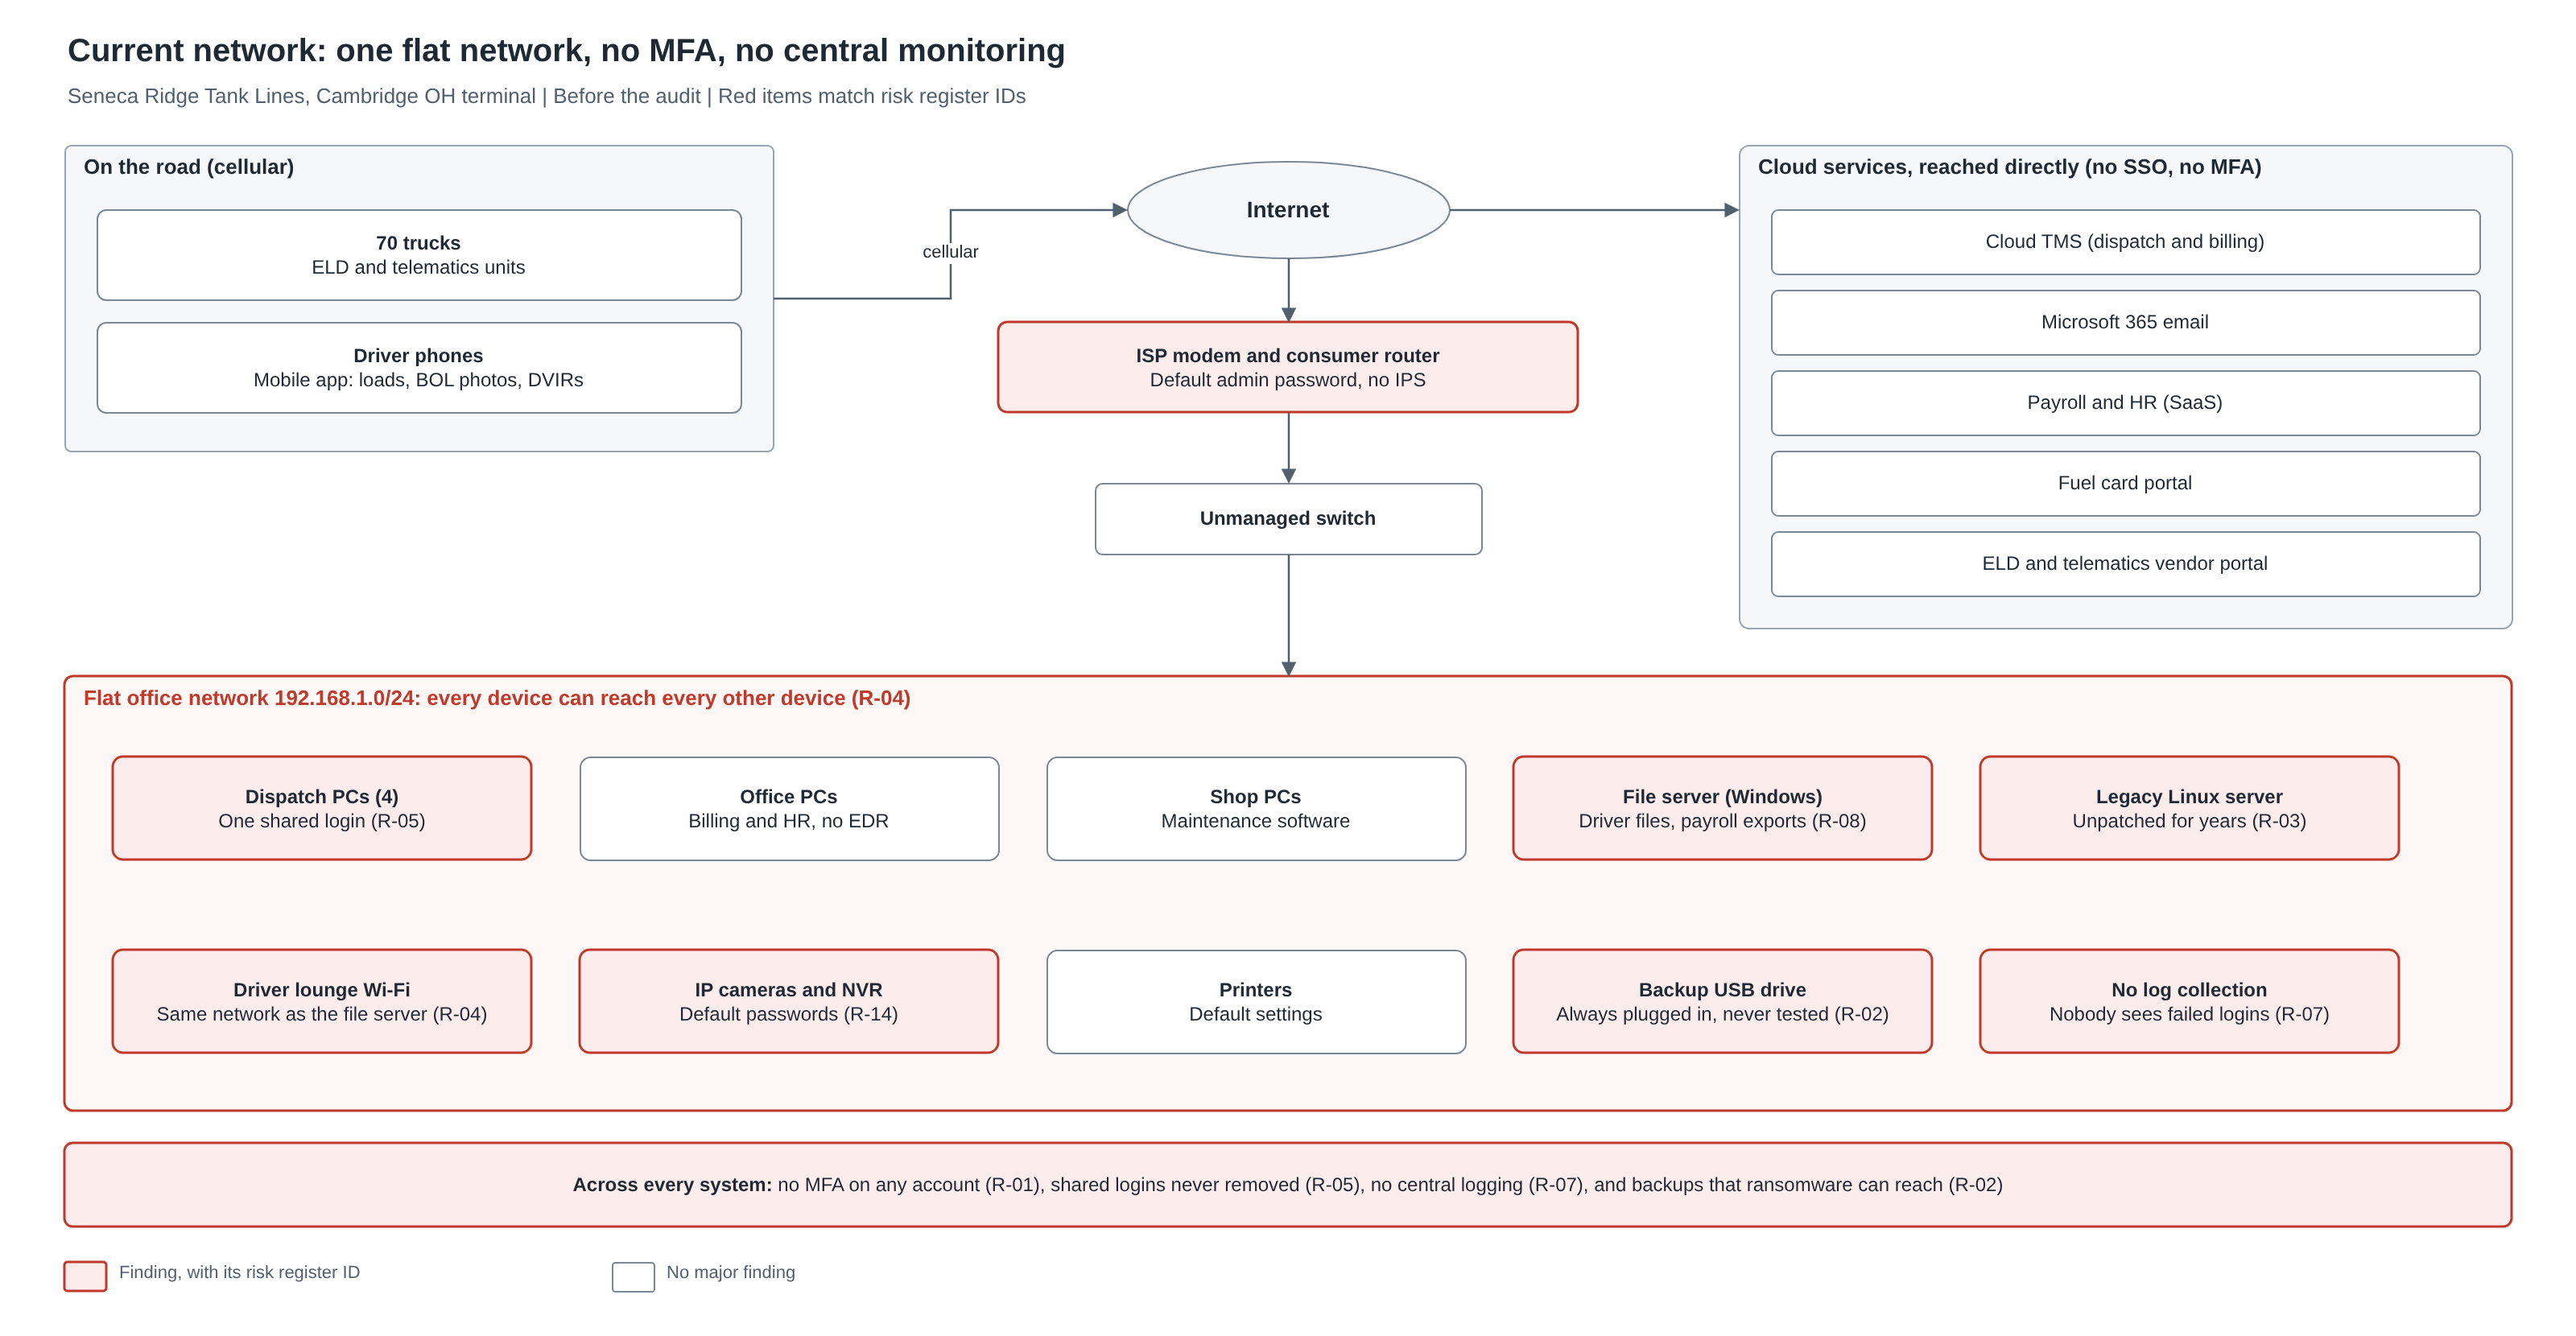 Current network: one flat network, no MFA, no central monitoring
Seneca Ridge Tank Lines, Cambridge OH terminal | Before the audit | Red items match risk register IDs
On the road (cellular)
70 trucks
ELD and telematics units
Driver phones
Mobile app: loads, BOL photos, DVIRs
cellular
Internet
ISP modem and consumer router
Default admin password, no IPS
Unmanaged switch
Cloud services, reached directly (no SSO, no MFA)
Cloud TMS (dispatch and billing)
Microsoft 365 email
Payroll and HR (SaaS)
Fuel card portal
ELD and telematics vendor portal
Flat office network 192.168.1.0/24: every device can reach every other device (R-04)
Dispatch PCs (4)
One shared login (R-05)
Office PCs
Billing and HR, no EDR
Shop PCs
Maintenance software
File server (Windows)
Driver files, payroll exports (R-08)
Legacy Linux server
Unpatched for years (R-03)
Driver lounge Wi-Fi
Same network as the file server (R-04)
IP cameras and NVR
Default passwords (R-14)
Printers
Default settings
Backup USB drive
Always plugged in, never tested (R-02)
No log collection
Nobody sees failed logins (R-07)
Across every system: no MFA on any account (R-01), shared logins never removed (R-05), no central logging (R-07), and backups that ransomware can reach (R-02)
Finding, with its risk register ID
No major finding